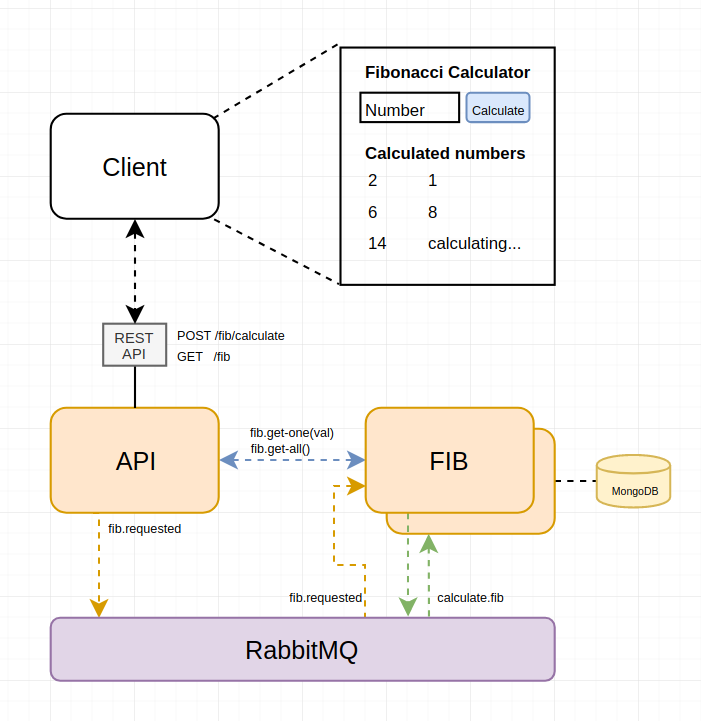 Fibonacci Calculator
Number
Calculate
Client
Calculated numbers
2 1
6 8
14 calculating...
REST
API
POST /fib/calculate
GET /fib
fib.get-one(val)
fib.get-all()
API
FIB
MongoDB
fib.requested
fib.requested
calculate.fib
RabbitMQ